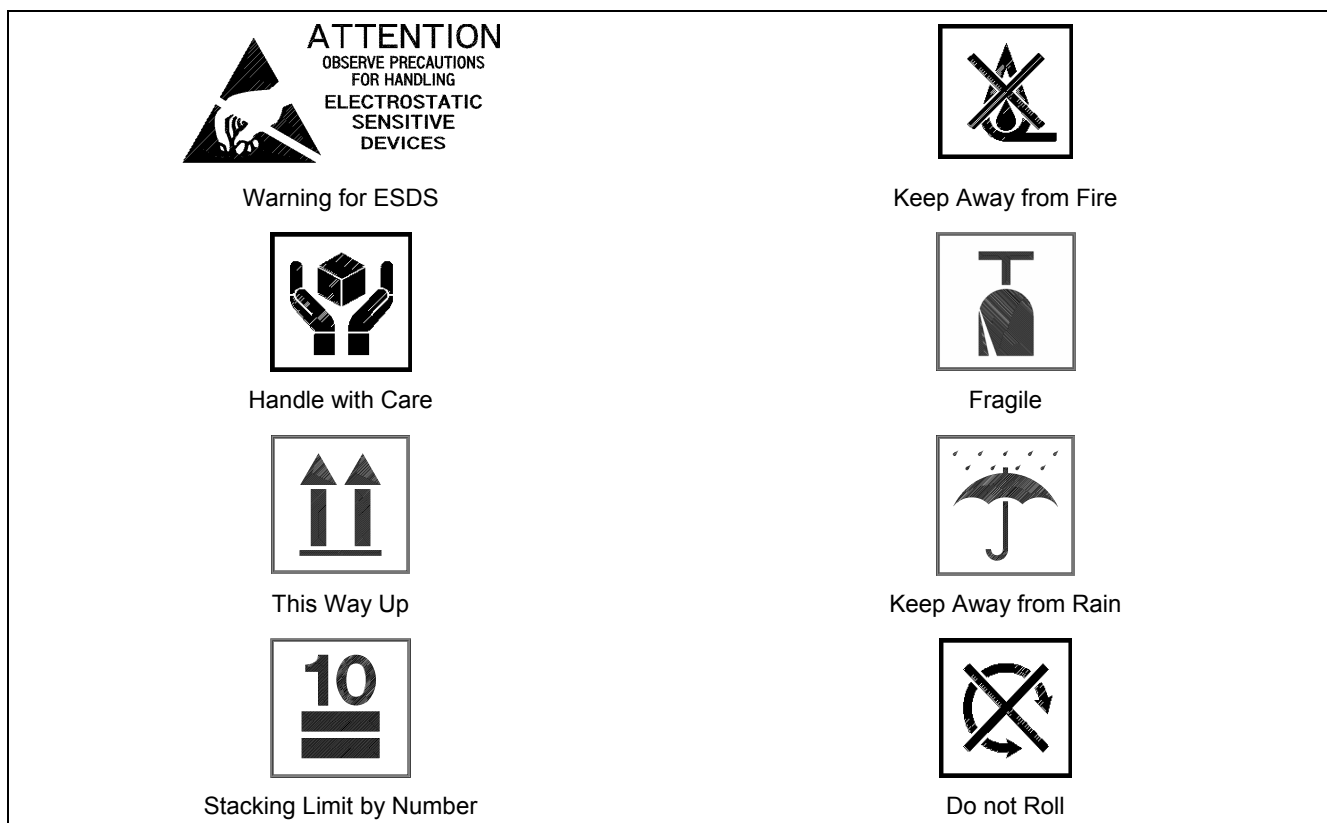 ATTENTION
OBSERVE PRECAUTIONS
FOR HANDLING
ELECTROSTATIC
SENSITIVE
DEVICES
Warning for ESDS
Keep Away from Fire
Handle with Care
Fragile
This Way Up
Keep Away from Rain
10
Stacking Limit by Number
Do not Roll